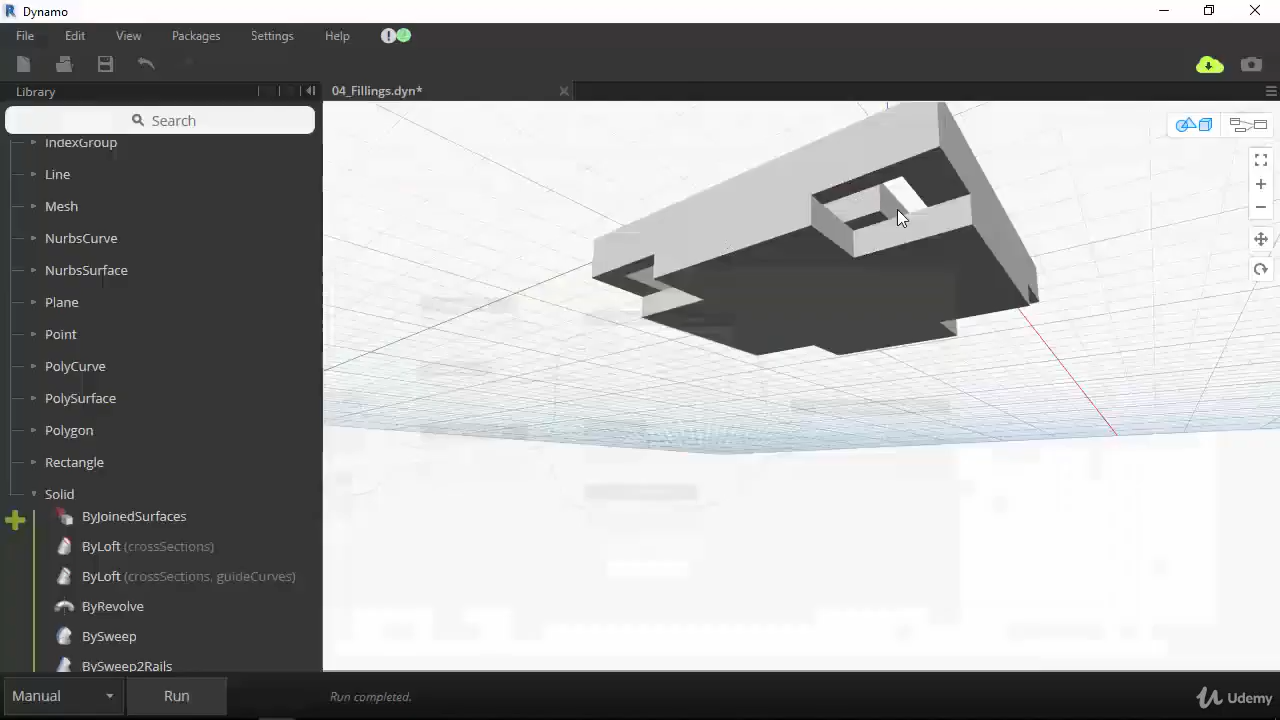 Dynamo
File Edit View Packages Settings Help
Library
04_Fillings.dyn*
Search
IndexGroup
Line
Mesh
NurbsCurve
NurbsSurface
Plane
Point
PolyCurve
PolySurface
Polygon
Rectangle
Solid
ByJoinedSurfaces
ByLoft (crossSections)
ByLoft (crossSections, guideCurves)
ByRevolve
BySweep
BySweep2Rails
Manual
Run
Run completed.
Udemy